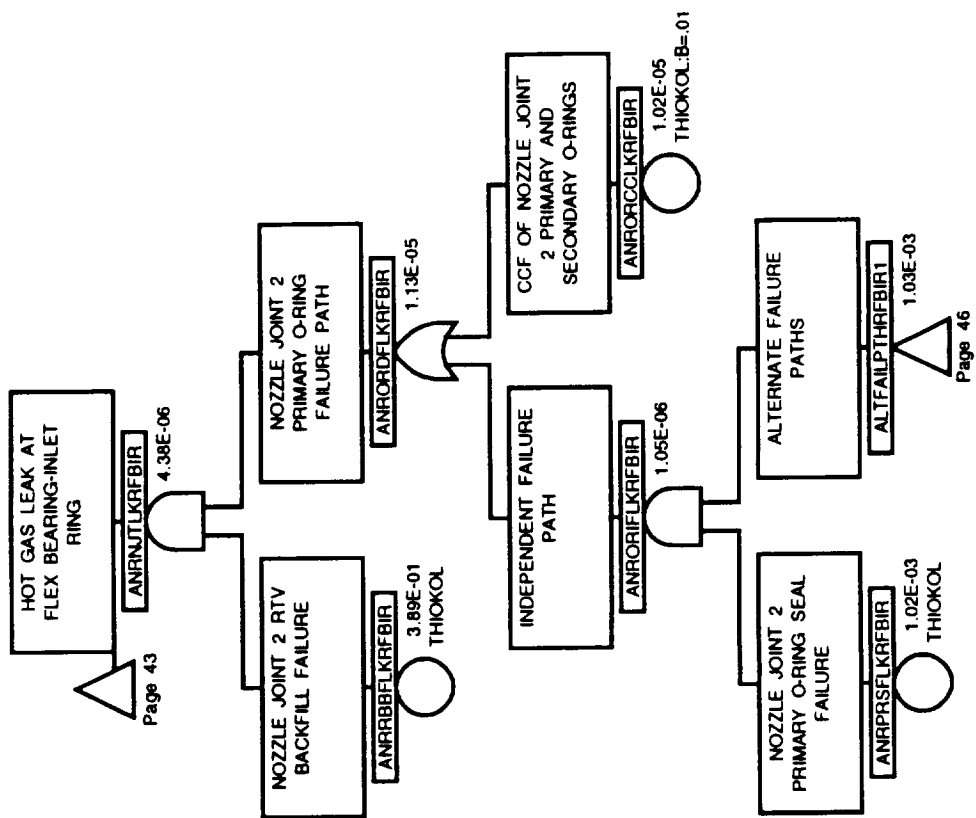 HOT GAS LEAK AT
FLEX BEARING-INLET
RING
ANRNJTLKRFBIR
4.38E-06
Page 43
NOZZLE JOINT 2 RTV
BACKFILL FAILURE
ANRRBBFLKRFBIR
3.89E-01
THIOKOL
NOZZLE JOINT 2
PRIMARY O-RING
FAILURE PATH
ANRORDFLKRFBIR
1.13E-05
INDEPENDENT FAILURE
PATH
ANRORIFLKRFBIR
1.05E-06
CCF OF NOZZLE JOINT
2 PRIMARY AND
SECONDARY O-RINGS
ANRORCCLKRFBIR
1.02E-05
THIOKOL:B=.01
NOZZLE JOINT 2
PRIMARY O-RING SEAL
FAILURE
ANRPRSFLKRFBIR
1.02E-03
THIOKOL
ALTERNATE FAILURE
PATHS
ALTFAILPTHRFBIR1
1.03E-03
Page 46